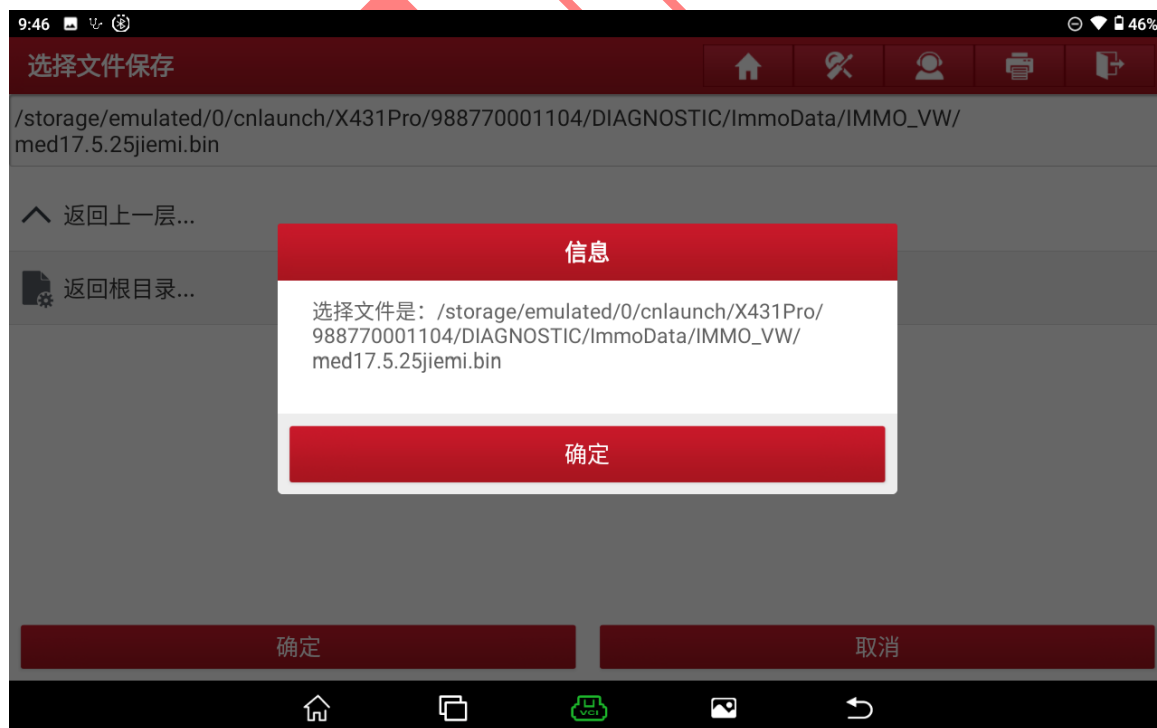 9:46
46%
选择文件保存
/storage/emulated/0/cnlaunch/X431Pro/988770001104/DIAGNOSTIC/ImmoData/IMMO_VW/
med17.5.25jiemi.bin
返回上一层...
返回根目录...
信息
选择文件是：/storage/emulated/0/cnlaunch/X431Pro/
988770001104/DIAGNOSTIC/ImmoData/IMMO_VW/
med17.5.25jiemi.bin
确定
确定
取消
VCI